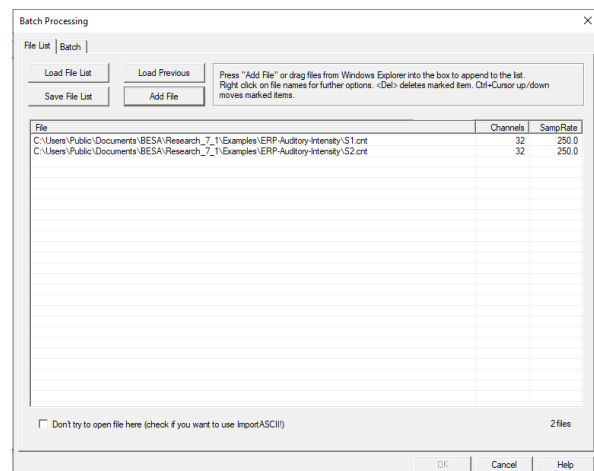 Batch Processing
File List Batch
Load File List Load Previous
Save File List Add File
Press "Add File" or drag files from Windows Explorer into the box to append to the list.
Right click on file names for further options. <Del> deletes marked item. Ctrl+Cursor up/down
moves marked items.
File Channels SampRate
C:\Users\Public\Documents\BESA\Research_7_1\Examples\ERP-Auditory-Intensity\S1.cnt 32 250.0
C:\Users\Public\Documents\BESA\Research_7_1\Examples\ERP-Auditory-Intensity\S2.cnt 32 250.0
Don't try to open file here (check if you want to use ImportASCII!) 2 files
OK Cancel Help